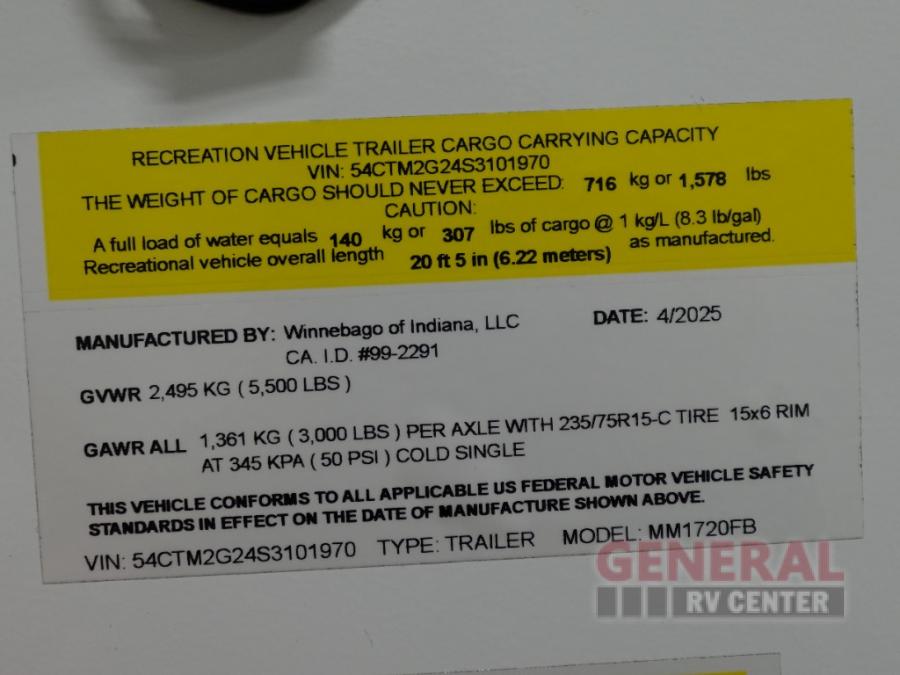 RECREATION VEHICLE TRAILER CARGO CARRYING CAPACITY
VIN: 54CTM2G24S3101970
THE WEIGHT OF CARGO SHOULD NEVER EXCEED: 716 kg or 1,578 lbs
CAUTION:
A full load of water equals 140 kg or 307 lbs of cargo @ 1 kg/L (8.3 lb/gal)
Recreational vehicle overall length 20 ft 5 in (6.22 meters) as manufactured.
MANUFACTURED BY: Winnebago of Indiana, LLC DATE: 4/2025
CA. I.D. #99-2291
GVWR 2,495 KG ( 5,500 LBS )
GAWR ALL 1,361 KG ( 3,000 LBS ) PER AXLE WITH 235/75R15-C TIRE 15x6 RIM
AT 345 KPA ( 50 PSI ) COLD SINGLE
THIS VEHICLE CONFORMS TO ALL APPLICABLE US FEDERAL MOTOR VEHICLE SAFETY
STANDARDS IN EFFECT ON THE DATE OF MANUFACTURE SHOWN ABOVE.
VIN: 54CTM2G24S3101970 TYPE: TRAILER MODEL: MM1720FB
GENERAL
RV CENTER